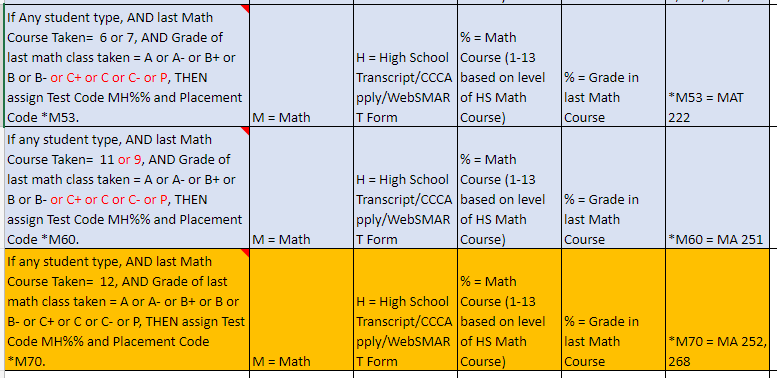 If Any student type, AND last Math
Course Taken= 6 or 7, AND Grade of
last math class taken = A or A- or B+ or
B or B- or C+ or C or C- or P, THEN
assign Test Code MH%% and Placement
Code *M53.
M = Math
H = High School
Transcript/CCCA
pply/WebSMAR
T Form
% = Math
Course (1-13
based on level
of HS Math
Course)
% = Grade in
last Math
Course
*M53 = MAT
222
If any student type, AND last Math
Course Taken= 11 or 9, AND Grade of
last math class taken = A or A- or B+ or
B or B- or C+ or C or C- or P, THEN
assign Test Code MH%% and Placement
Code *M60.
M = Math
H = High School
Transcript/CCCA
pply/WebSMAR
T Form
% = Math
Course (1-13
based on level
of HS Math
Course)
% = Grade in
last Math
Course
*M60 = MA 251
If any student type, AND last Math
Course Taken= 12, AND Grade of last
math class taken = A or A- or B+ or B or
B- or C+ or C or C- or P, THEN assign Test
Code MH%% and Placement Code
*M70.
M = Math
H = High School
Transcript/CCCA
pply/WebSMAR
T Form
% = Math
Course (1-13
based on level
of HS Math
Course)
% = Grade in
last Math
Course
*M70 = MA 252,
268